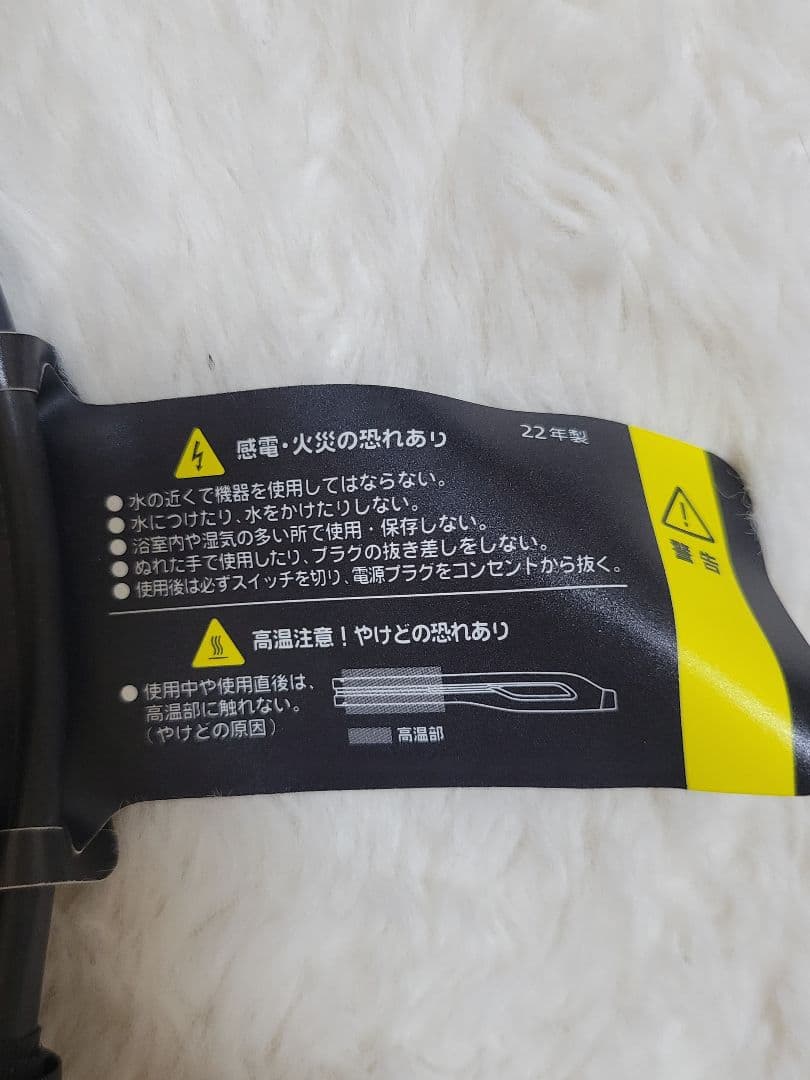 感電・火災の恐れあり
22年製
●水の近くで機器を使用してはならない。
●水につけたり、水をかけたりしない。
●浴室内や湿気の多い所で使用・保存しない。
●ぬれた手で使用したり、プラグの抜き差しをしない。
●使用後は必ずスイッチを切り、電源プラグをコンセントから抜く。
警告
高温注意！やけどの恐れあり
●使用中や使用直後は、
高温部に触れない。
（やけどの原因）
高温部